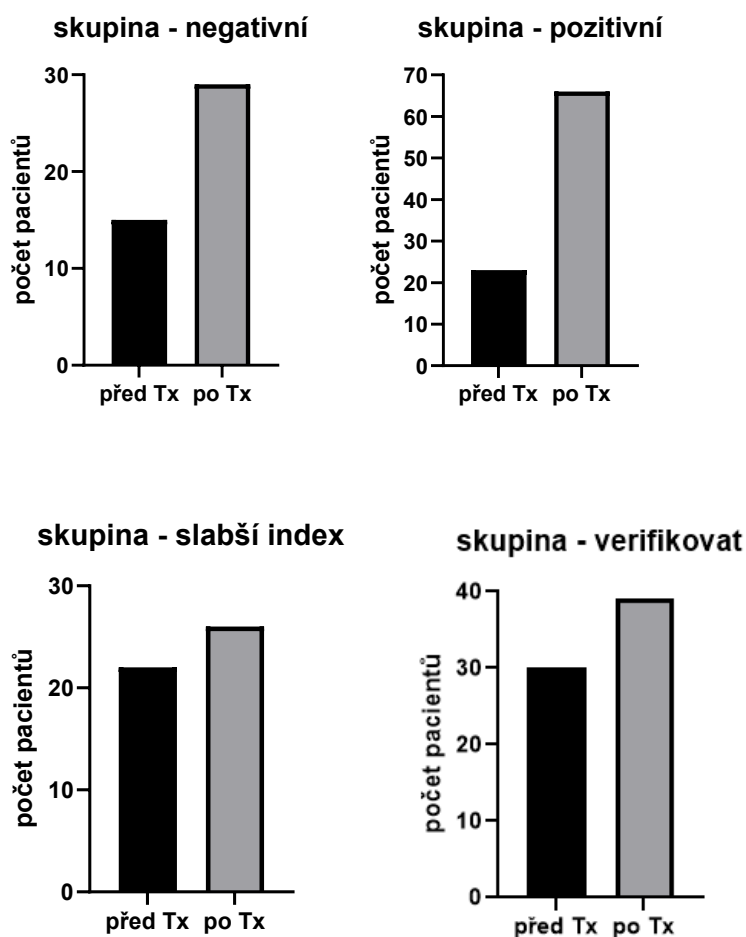 skupina - negativní
počet pacientů
30
20
10
0
před Tx po Tx
skupina - pozitivní
počet pacientů
70
60
50
40
30
20
10
0
před Tx po Tx
skupina - slabší index
počet pacientů
30
20
10
0
před Tx po Tx
skupina - verifikovat
počet pacientů
40
30
20
10
0
před Tx po Tx